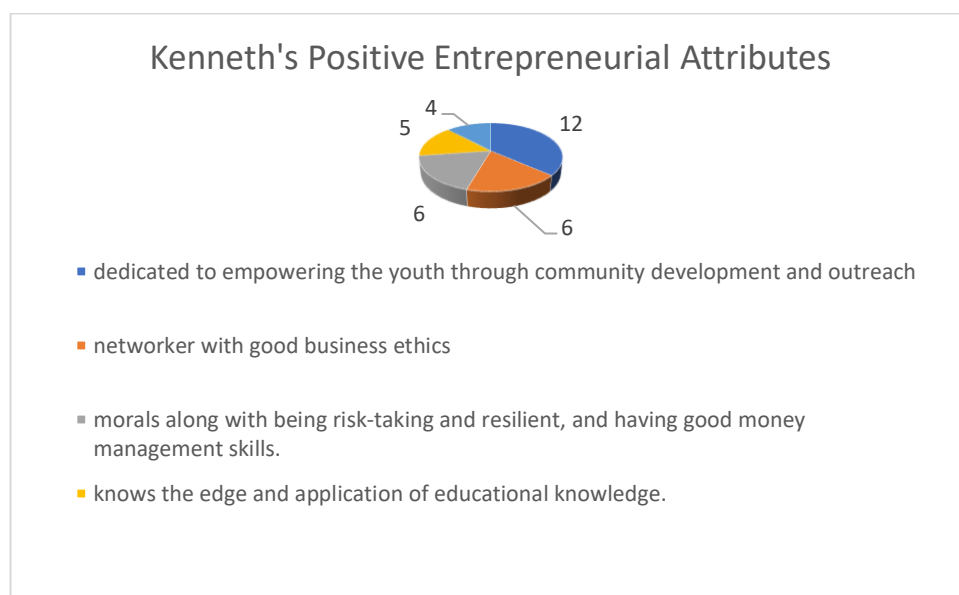 Kenneth's Positive Entrepreneurial Attributes
4
12
5
6
6
dedicated to empowering the youth through community development and outreach
networker with good business ethics
morals along with being risk-taking and resilient, and having good money
management skills.
knows the edge and application of educational knowledge.